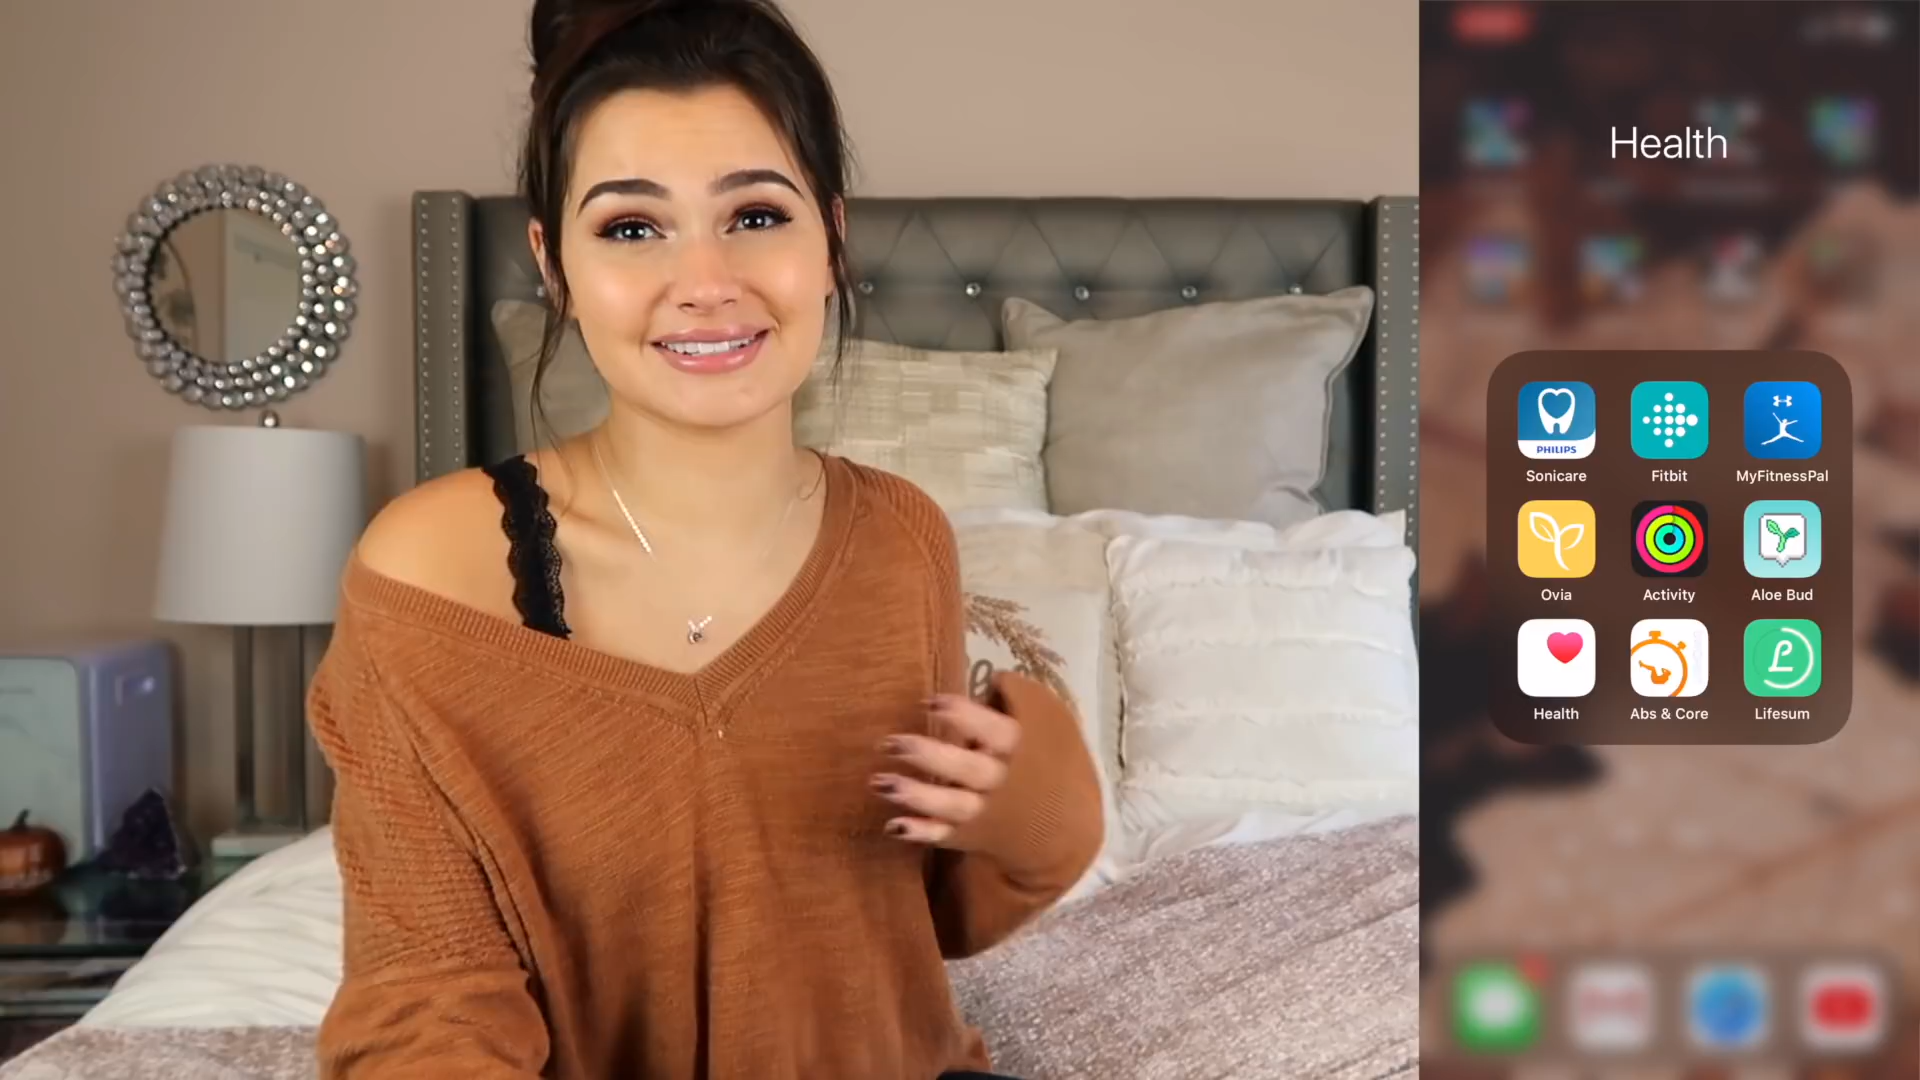 Health
PHILIPS
Sonicare
Fitbit
MyFitnessPal
Ovia
Activity
Aloe Bud
Health
Abs & Core
Lifesum